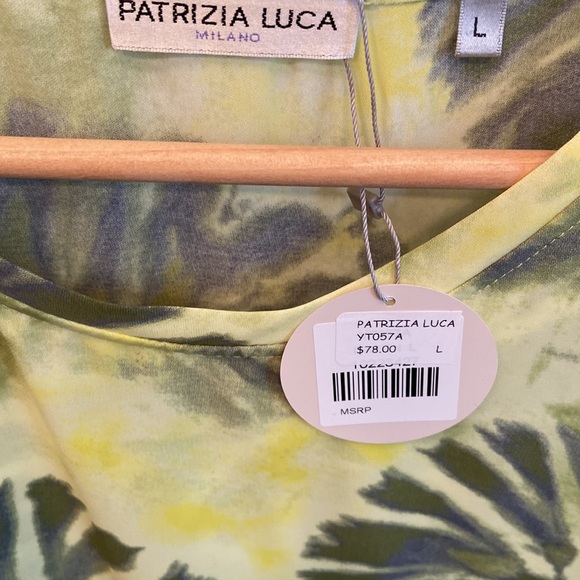 PATRIZIA LUCA
MILANO
L
PATRIZIA LUCA
YT057A
$78.00 L
MSRP